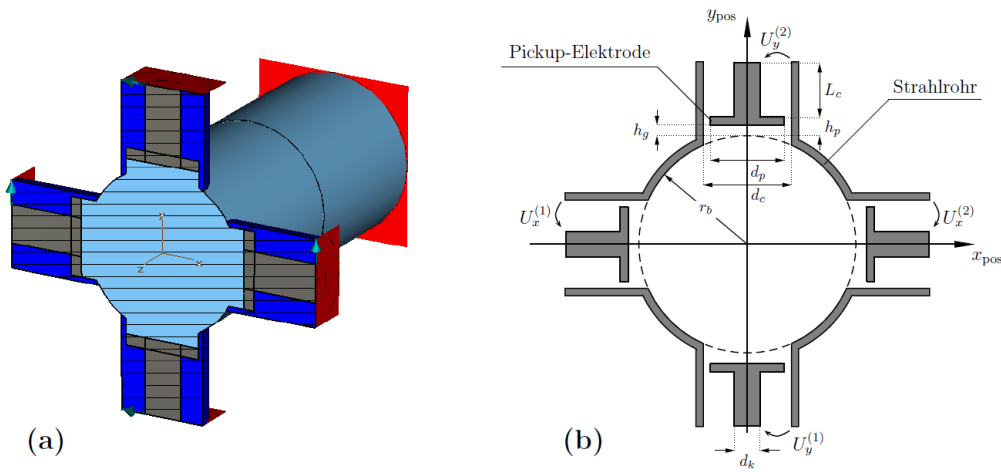 y_pos
U_y^(2)
Pickup-Elektrode
Strahlrohr
L_c
h_g
h_p
d_p
d_c
r_b
U_x^(1)
U_x^(2)
x_pos
z
x
U_y^(1)
d_k
(a)
(b)